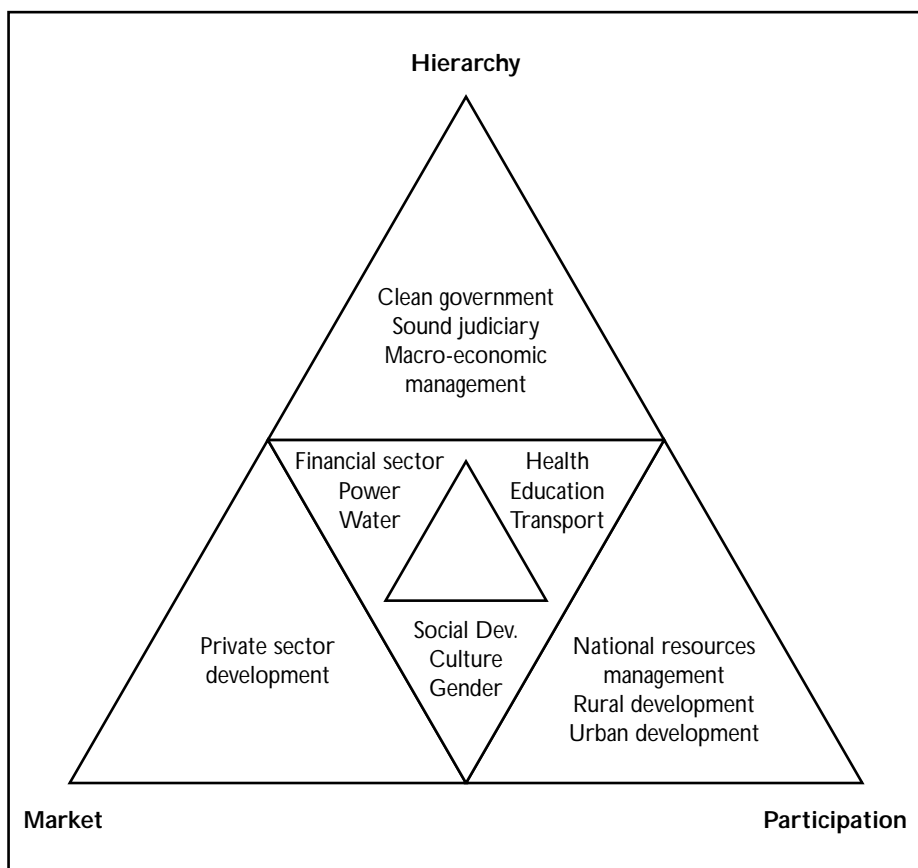 Hierarchy
Clean government
Sound judiciary
Macro-economic
management
Financial sector
Power
Water
Health
Education
Transport
Social Dev.
Culture
Gender
Private sector
development
National resources
management
Rural development
Urban development
Market
Participation